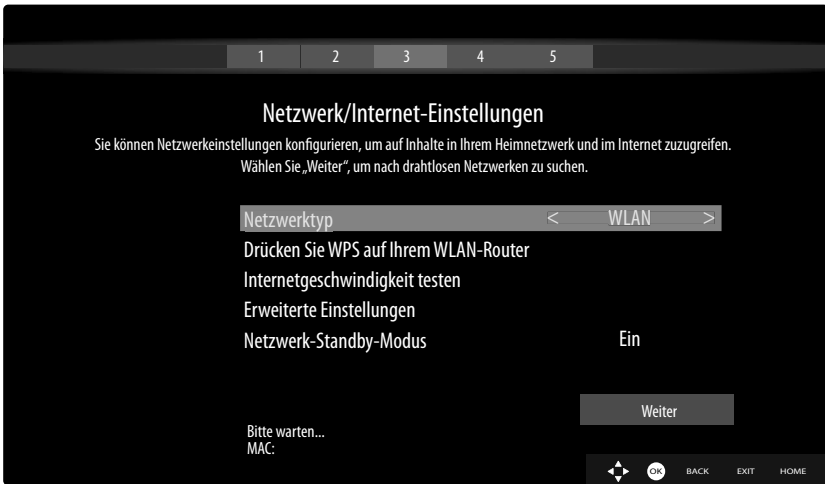 1 2 3 4 5
Netzwerk/Internet-Einstellungen
Sie können Netzwerkeinstellungen konfigurieren, um auf Inhalte in Ihrem Heimnetzwerk und im Internet zuzugreifen.
Wählen Sie „Weiter“, um nach drahtlosen Netzwerken zu suchen.
Netzwerktyp < WLAN >
Drücken Sie WPS auf Ihrem WLAN-Router
Internetgeschwindigkeit testen
Erweiterte Einstellungen
Netzwerk-Standby-Modus Ein
Weiter
Bitte warten...
MAC:
OK BACK EXIT HOME